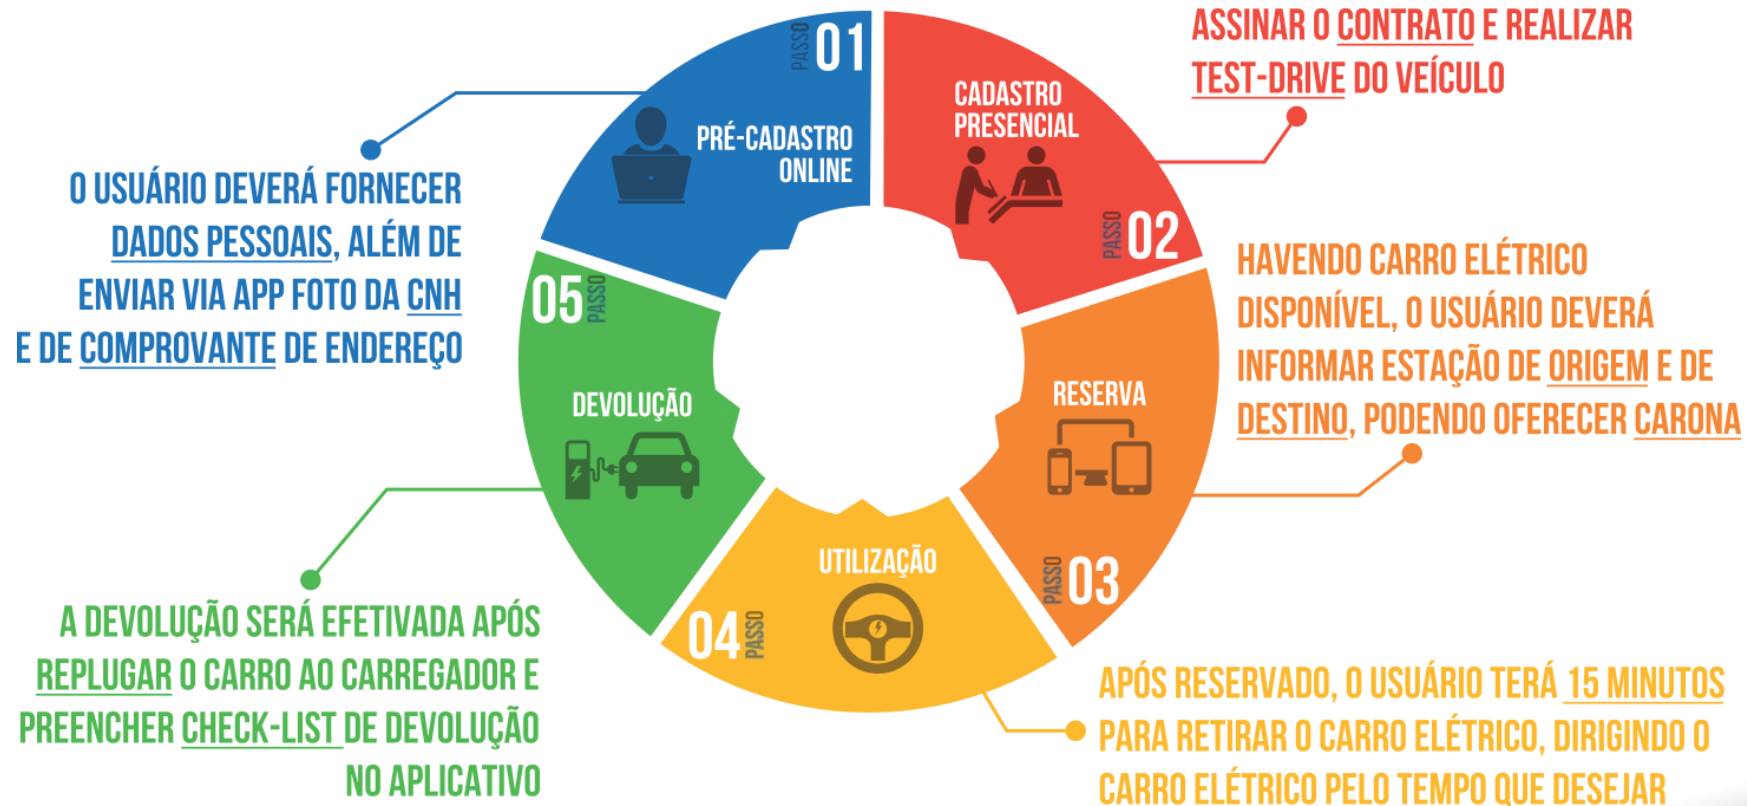 PASSO 01
PRÉ-CADASTRO
ONLINE
O USUÁRIO DEVERÁ FORNECER
DADOS PESSOAIS, ALÉM DE
ENVIAR VIA APP FOTO DA CNH
E DE COMPROVANTE DE ENDEREÇO
CADASTRO
PRESENCIAL
PASSO 02
ASSINAR O CONTRATO E REALIZAR
TEST-DRIVE DO VEÍCULO
RESERVA
PASSO 03
HAVENDO CARRO ELÉTRICO
DISPONÍVEL, O USUÁRIO DEVERÁ
INFORMAR ESTAÇÃO DE ORIGEM E DE
DESTINO, PODENDO OFERECER CARONA
UTILIZAÇÃO
04 PASSO
APÓS RESERVADO, O USUÁRIO TERÁ 15 MINUTOS
PARA RETIRAR O CARRO ELÉTRICO, DIRIGINDO O
CARRO ELÉTRICO PELO TEMPO QUE DESEJAR
05 PASSO
DEVOLUÇÃO
A DEVOLUÇÃO SERÁ EFETIVADA APÓS
REPLUGAR O CARRO AO CARREGADOR E
PREENCHER CHECK-LIST DE DEVOLUÇÃO
NO APLICATIVO